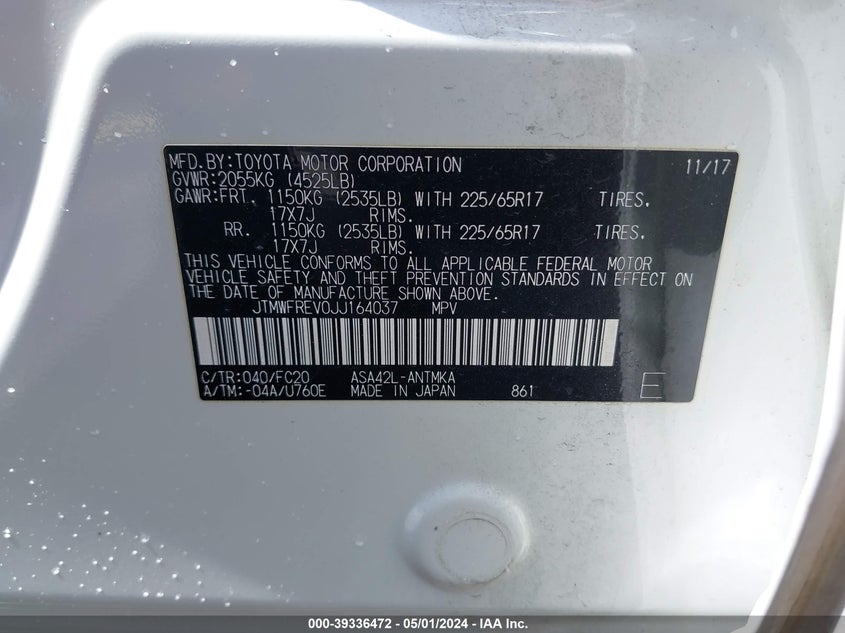 MFD.BY:TOYOTA MOTOR CORPORATION 11/17
GVWR:2055KG (4525LB)
GAWR:FRT. 1150KG (2535LB) WITH 225/65R17 TIRES,
17X7J RIMS.
RR. 1150KG (2535LB) WITH 225/65R17 TIRES,
17X7J RIMS.
THIS VEHICLE CONFORMS TO ALL APPLICABLE FEDERAL MOTOR
VEHICLE SAFETY AND THEFT PREVENTION STANDARDS IN EFFECT ON
THE DATE OF MANUFACTURE SHOWN ABOVE.
JTMWFREV0JJ164037 MPV
C/TR:040/FC20 ASA42L-ANTMKA
A/TM:-04A/U760E MADE IN JAPAN 861 E
000-39336472 - 05/01/2024 - IAA Inc.